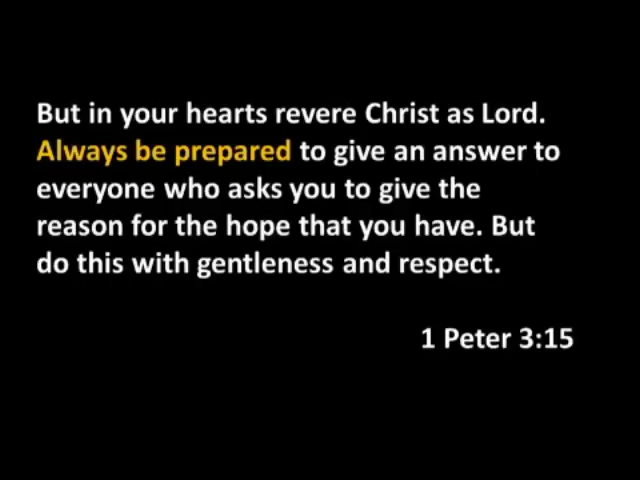 But in your hearts revere Christ as Lord.
Always be prepared to give an answer to
everyone who asks you to give the
reason for the hope that you have. But
do this with gentleness and respect.
1 Peter 3:15